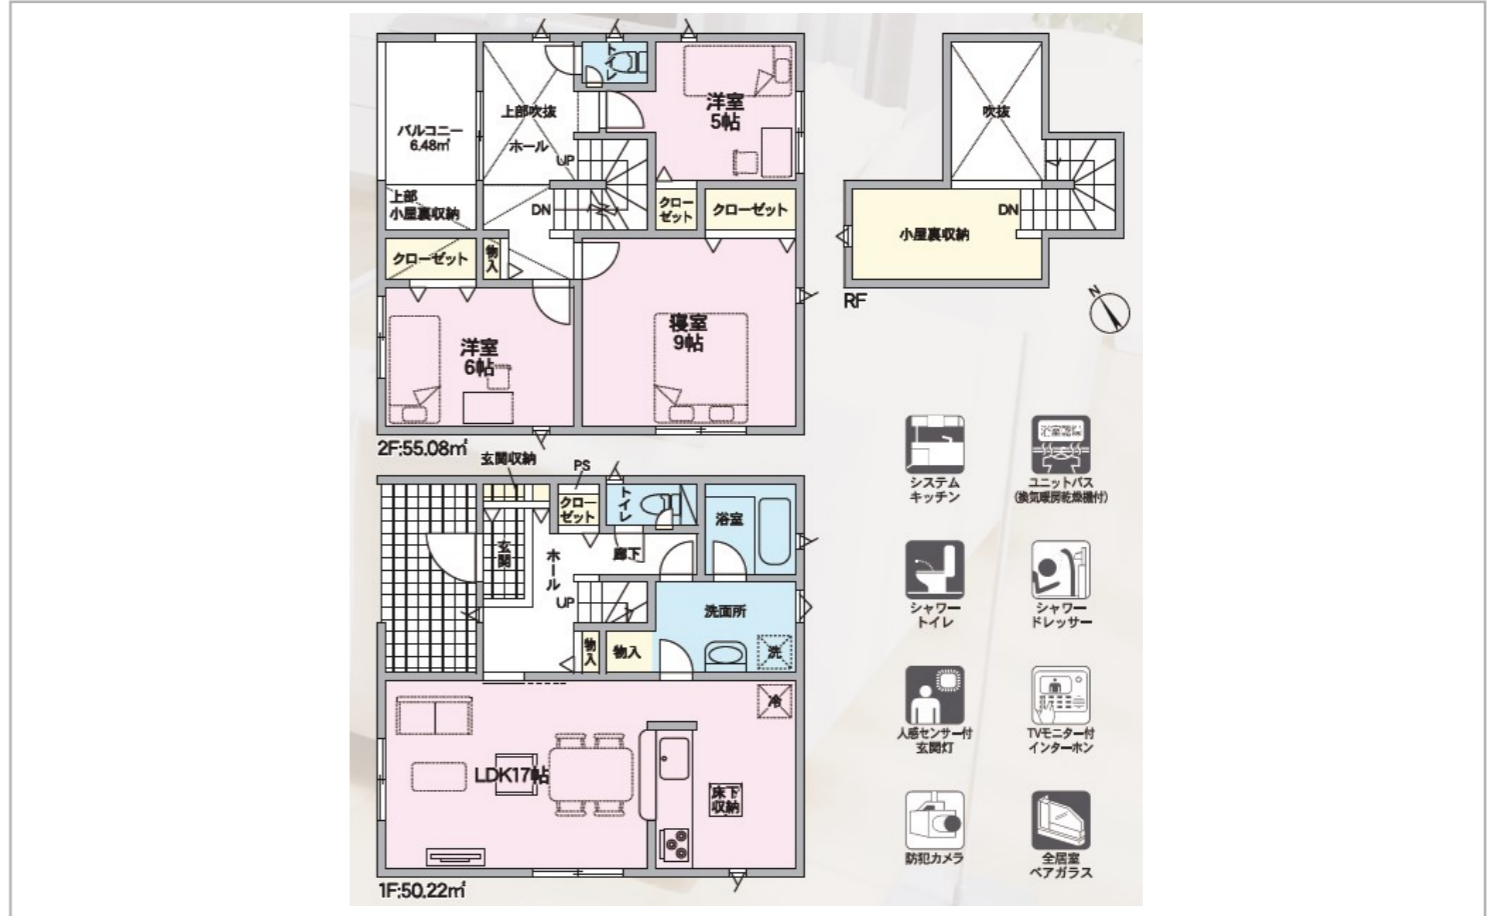 トイレ
洋室
5帖
バルコニー
6.48㎡
上部吹抜
ホール
UP
上部
小屋裏収納
DN
クロー
ゼット
クローゼット
クローゼット
物入
寝室
9帖
洋室
6帖
2F:55.08㎡
吹抜
DN
小屋裏収納
RF
N
玄関収納
PS
クロー
ゼット
トイレ
浴室
玄関
ホール
廊下
UP
洗面所
物入
物入
洗
冷
LDK17帖
床下
収納
1F:50.22㎡
システム
キッチン
浴室乾燥
ユニットバス
(換気暖房乾燥機付)
シャワー
トイレ
シャワー
ドレッサー
人感センサー付
玄関灯
TVモニター付
インターホン
防犯カメラ
全居室
ペアガラス